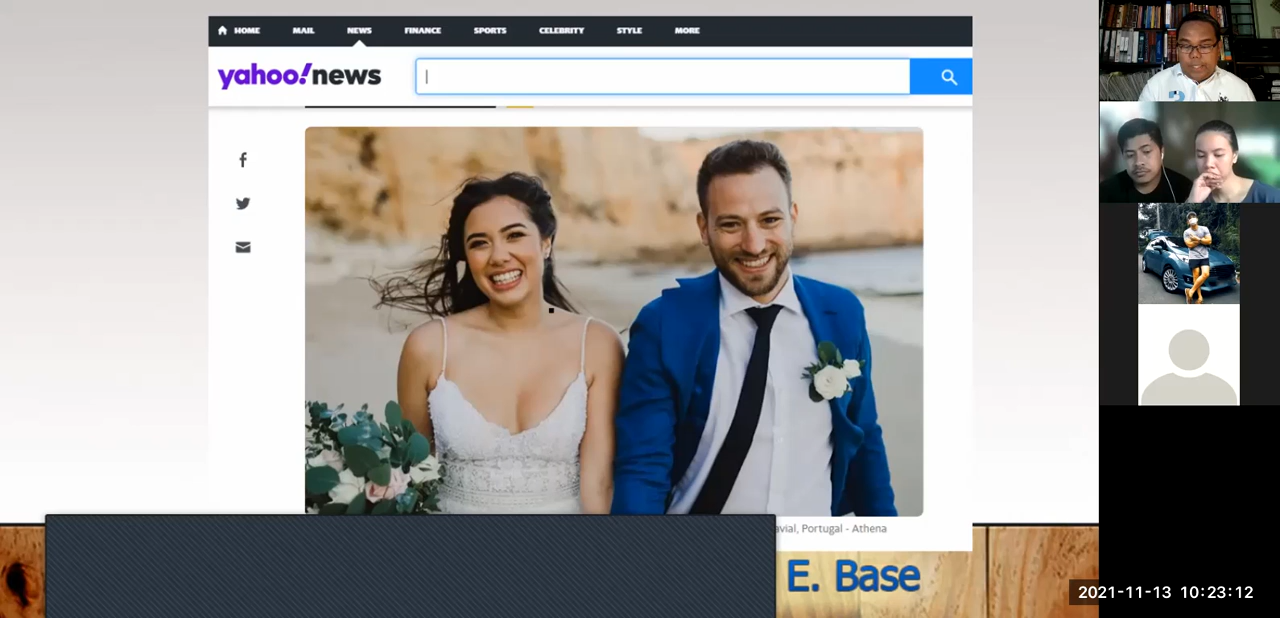 HOME MAIL NEWS FINANCE SPORTS CELEBRITY STYLE MORE
yahoo!news
avial, Portugal - Athena
E. Base
2021-11-13 10:23:12